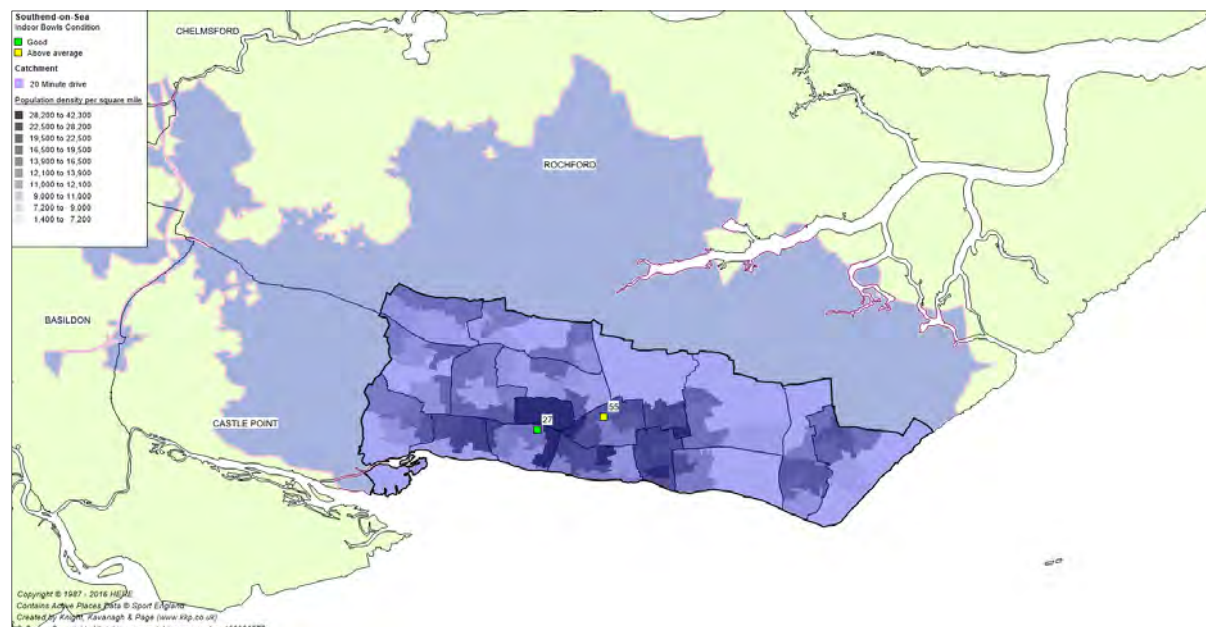 Southend-on-Sea
Indoor Bowls Condition
Good
Above average
Catchment
20 Minute drive
Population density per square mile
28,200 to 42,300
22,500 to 28,200
19,500 to 22,500
16,500 to 19,500
13,900 to 16,500
12,100 to 13,900
11,000 to 12,100
9,000 to 11,000
7,200 to 9,000
1,400 to 7,200
CHELMSFORD
ROCHFORD
BASILDON
CASTLE POINT
55
27
Copyright © 1987 - 2016 HERE
Contains Active Places Data © Sport England
Created by Knight, Kavanagh & Page (www.kkp.co.uk)